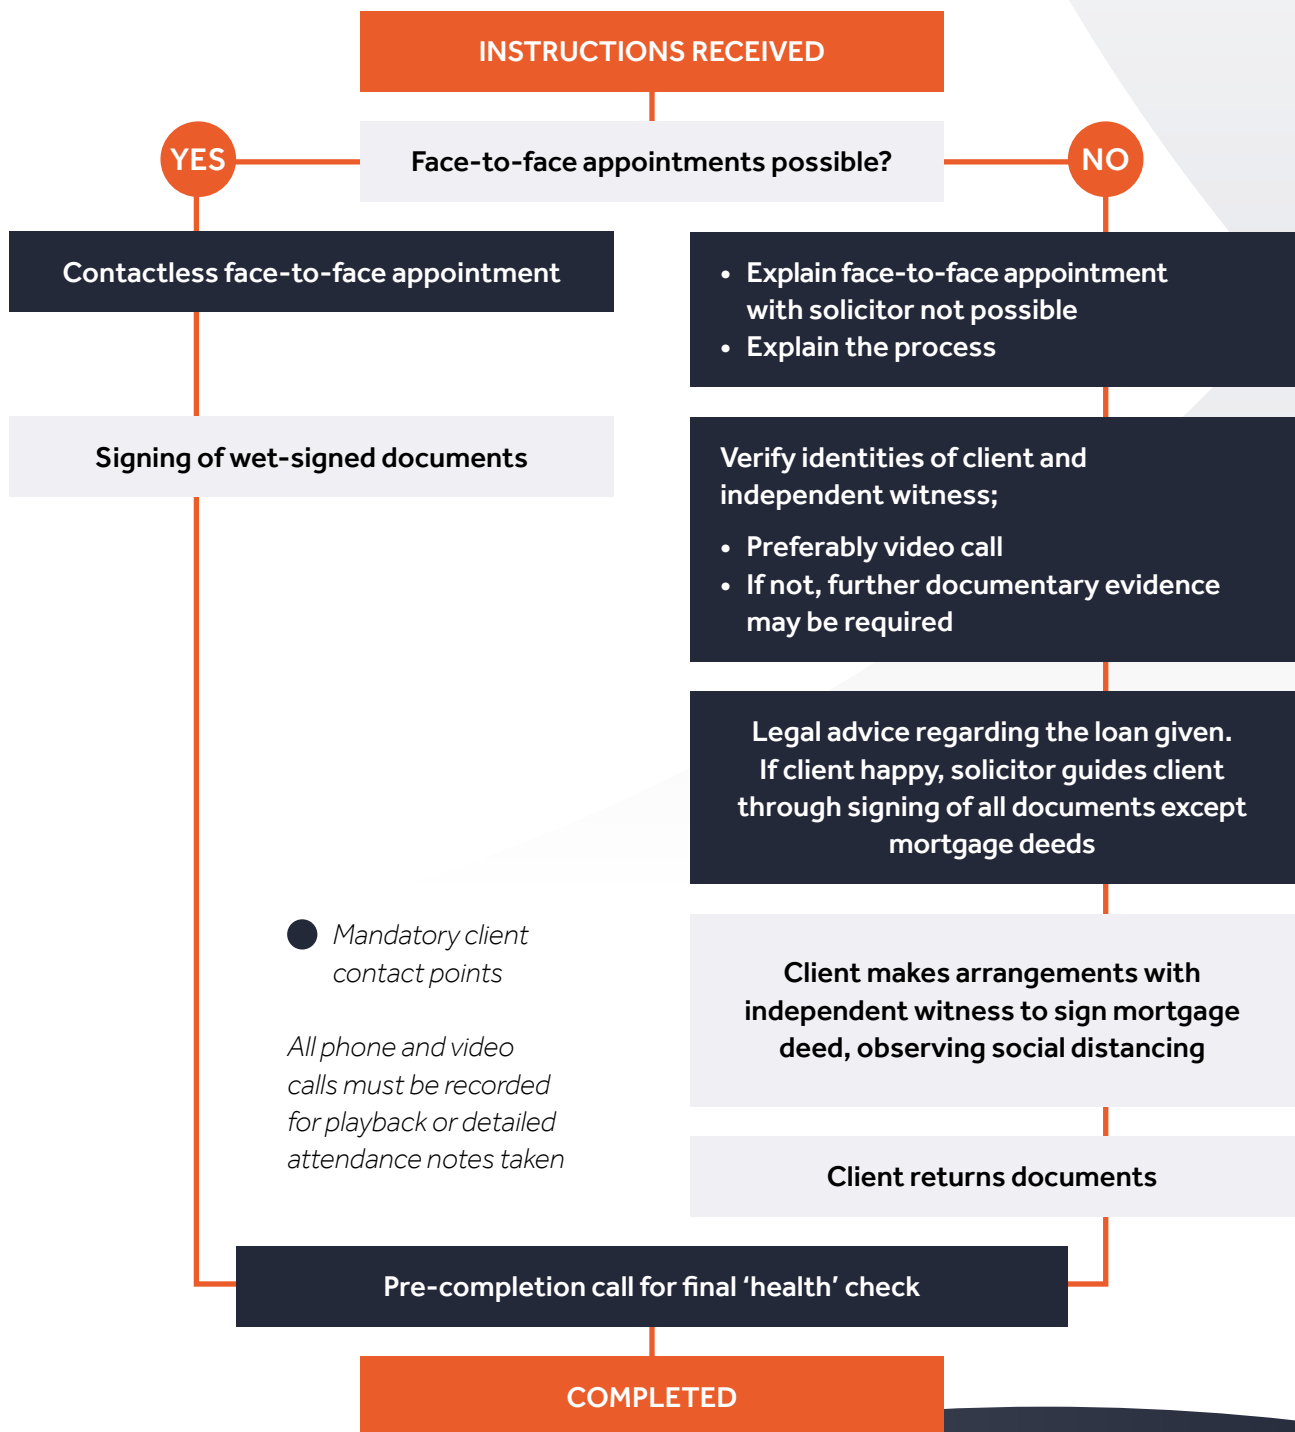 INSTRUCTIONS RECEIVED
YES
Face-to-face appointments possible?
NO
Contactless face-to-face appointment
Signing of wet-signed documents
• Explain face-to-face appointment
with solicitor not possible
• Explain the process
Verify identities of client and
independent witness;
• Preferably video call
• If not, further documentary evidence
may be required
Legal advice regarding the loan given.
If client happy, solicitor guides client
through signing of all documents except
mortgage deeds
Mandatory client
contact points
All phone and video
calls must be recorded
for playback or detailed
attendance notes taken
Client makes arrangements with
independent witness to sign mortgage
deed, observing social distancing
Client returns documents
Pre-completion call for final ‘health’ check
COMPLETED